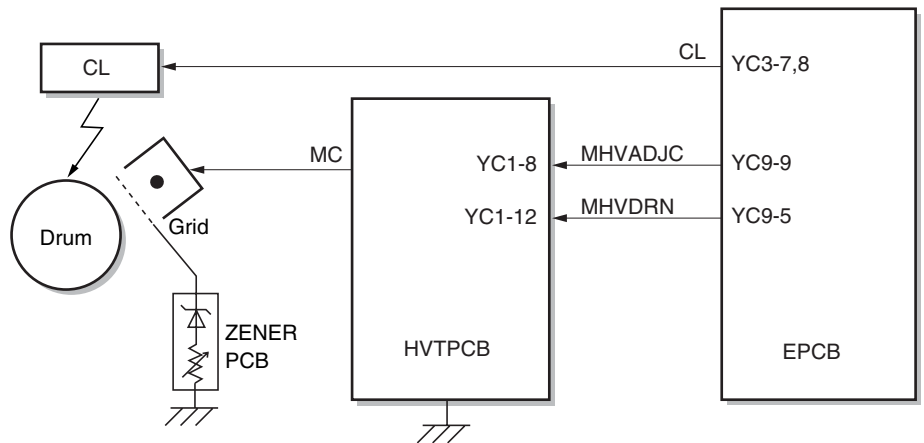 CL
CL
YC3-7,8
MC
YC1-8
MHVADJC
YC9-9
YC1-12
MHVDRN
YC9-5
Grid
Drum
ZENER
PCB
HVTPCB
EPCB